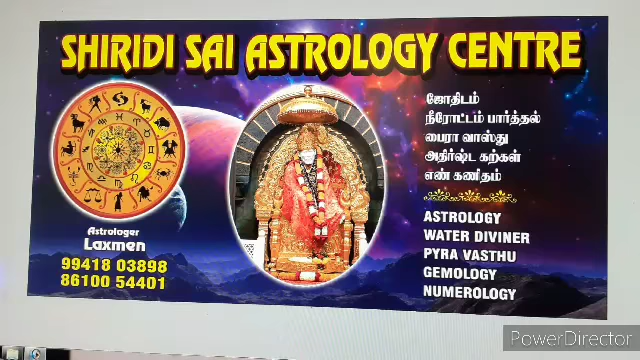 SHIRIDI SAI ASTROLOGY CENTRE
ஜோதிடம்
நீரோட்டம் பார்த்தல்
பைரா வாஸ்து
அதிர்ஷ்ட கற்கள்
எண் கணிதம்
ASTROLOGY
WATER DIVINER
PYRA VASTHU
GEMOLOGY
NUMEROLOGY
Astrologer
Laxmen
99418 03898
86100 54401
PowerDirector